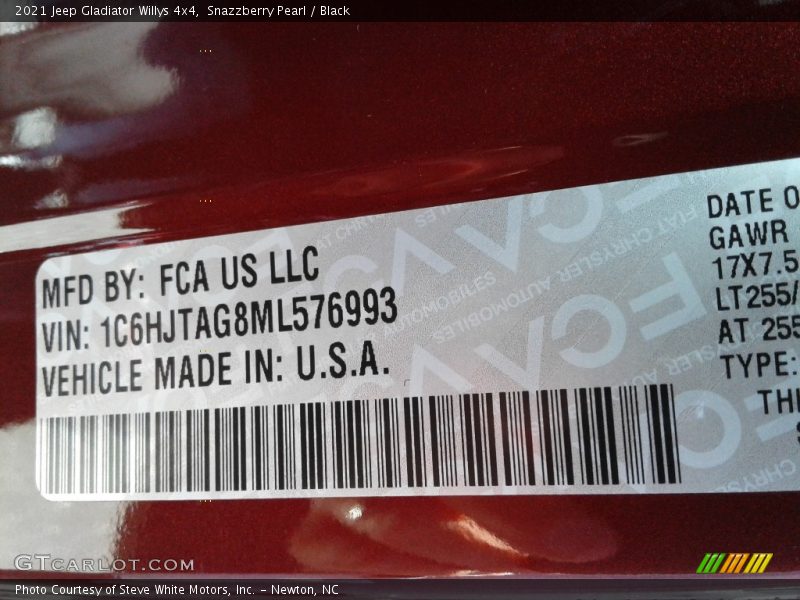 2021 Jeep Gladiator Willys 4x4, Snazzberry Pearl / Black
MFD BY: FCA US LLC
VIN: 1C6HJTAG8ML576993
VEHICLE MADE IN: U.S.A.
DATE O
GAWR
17X7.5
LT255/
AT 255
TYPE:
GTCARLOT.COM
Photo Courtesy of Steve White Motors, Inc. – Newton, NC